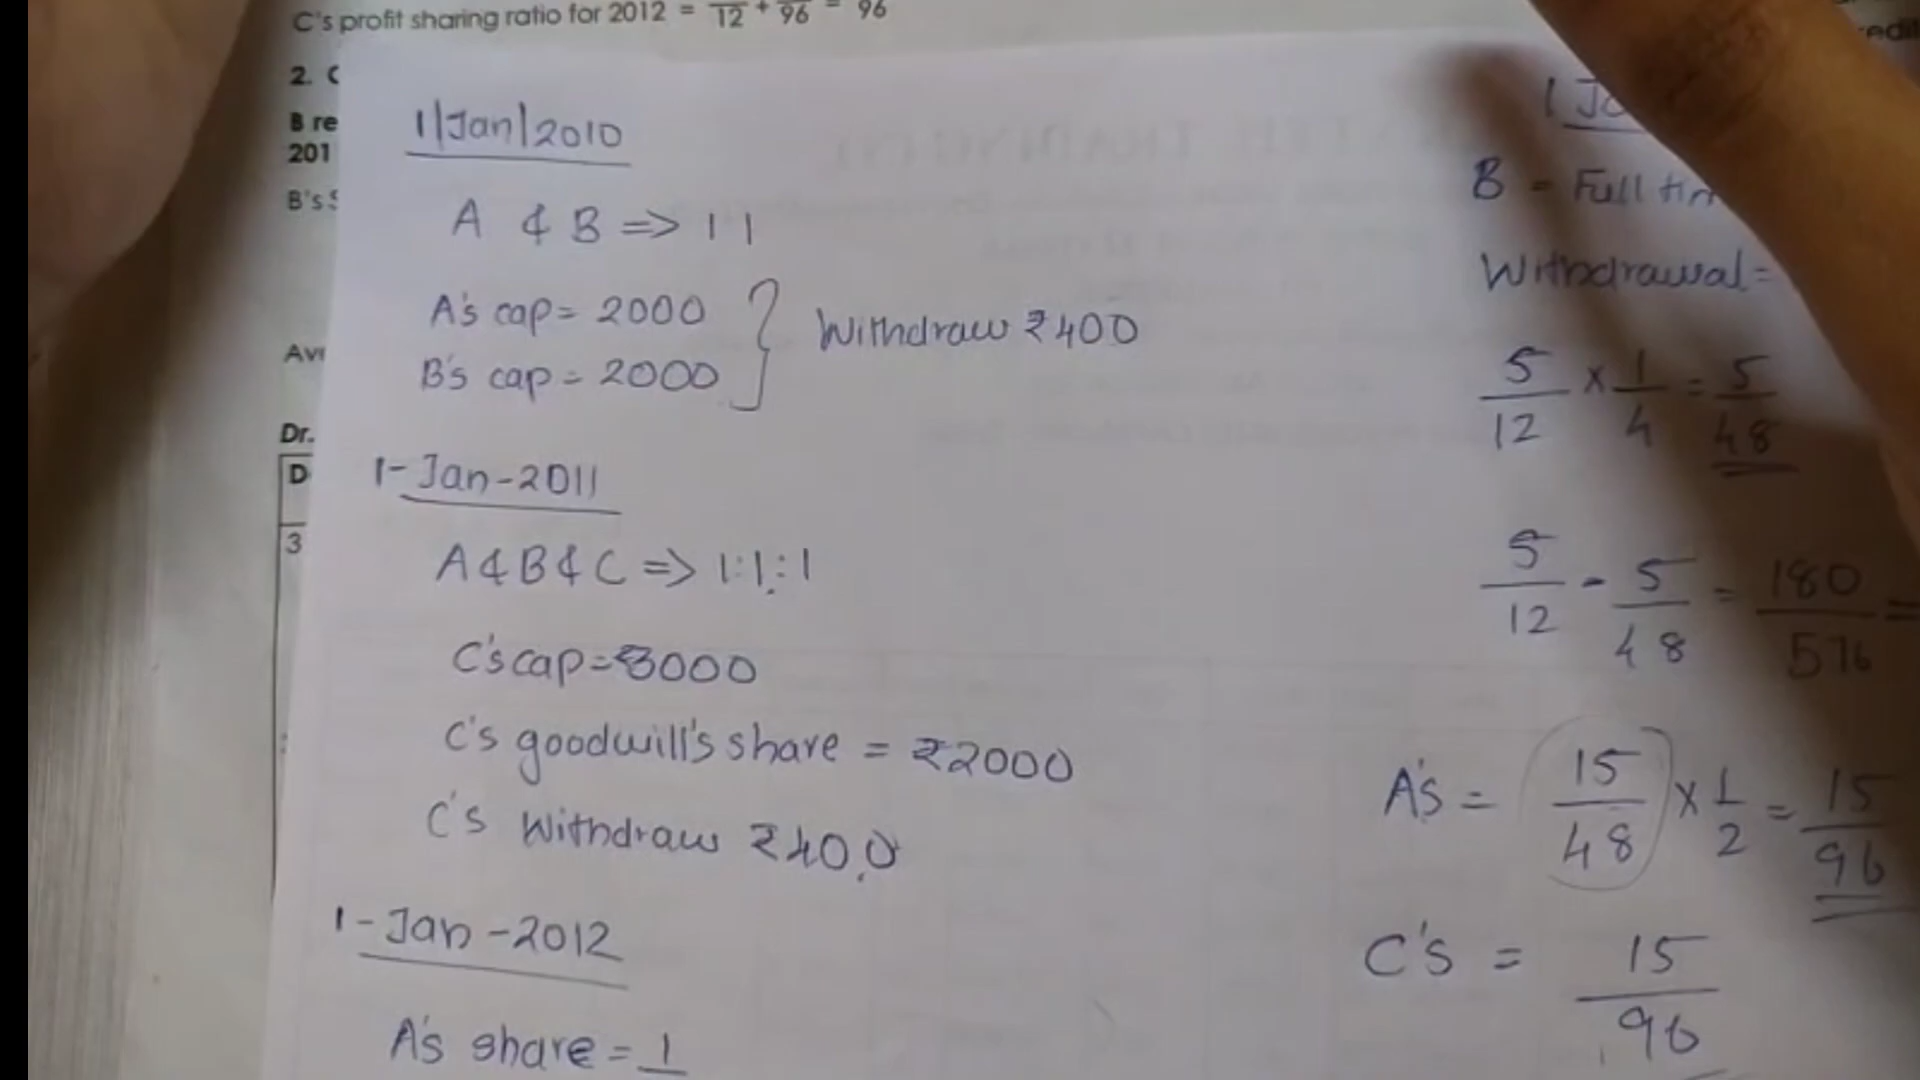 C's profit sharing ratio for 2012 = 12 + 96 = 96
2.
B re
201
B's
Av
Dr.
D
3
1|Jan|2010
A & B => 1 1
A's cap = 2000
B's cap = 2000
Withdraw ₹400
1-Jan-2011
A & B & C => 1:1:1
C's cap = 8000
C's goodwill's share = ₹2000
C's Withdraw ₹400
1-Jan-2012
A's share = 1
1 Ja
B - Full tim
Withdrawal =
5/12 × 1/4 = 5/48
5/12 - 5/48 = 180/576 =
A's = 15/48 × 1/2 = 15/96
C's = 15/96